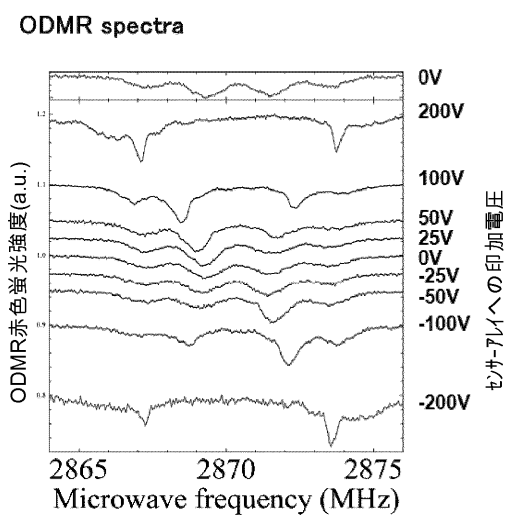 ODMR spectra
0V
200V
100V
50V
25V
0V
-25V
-50V
-100V
-200V
1.2
1.1
1.0
0.9
0.8
ODMR赤色蛍光強度(a.u.)
センサーアレイへの印加電圧
2865 2870 2875
Microwave frequency (MHz)